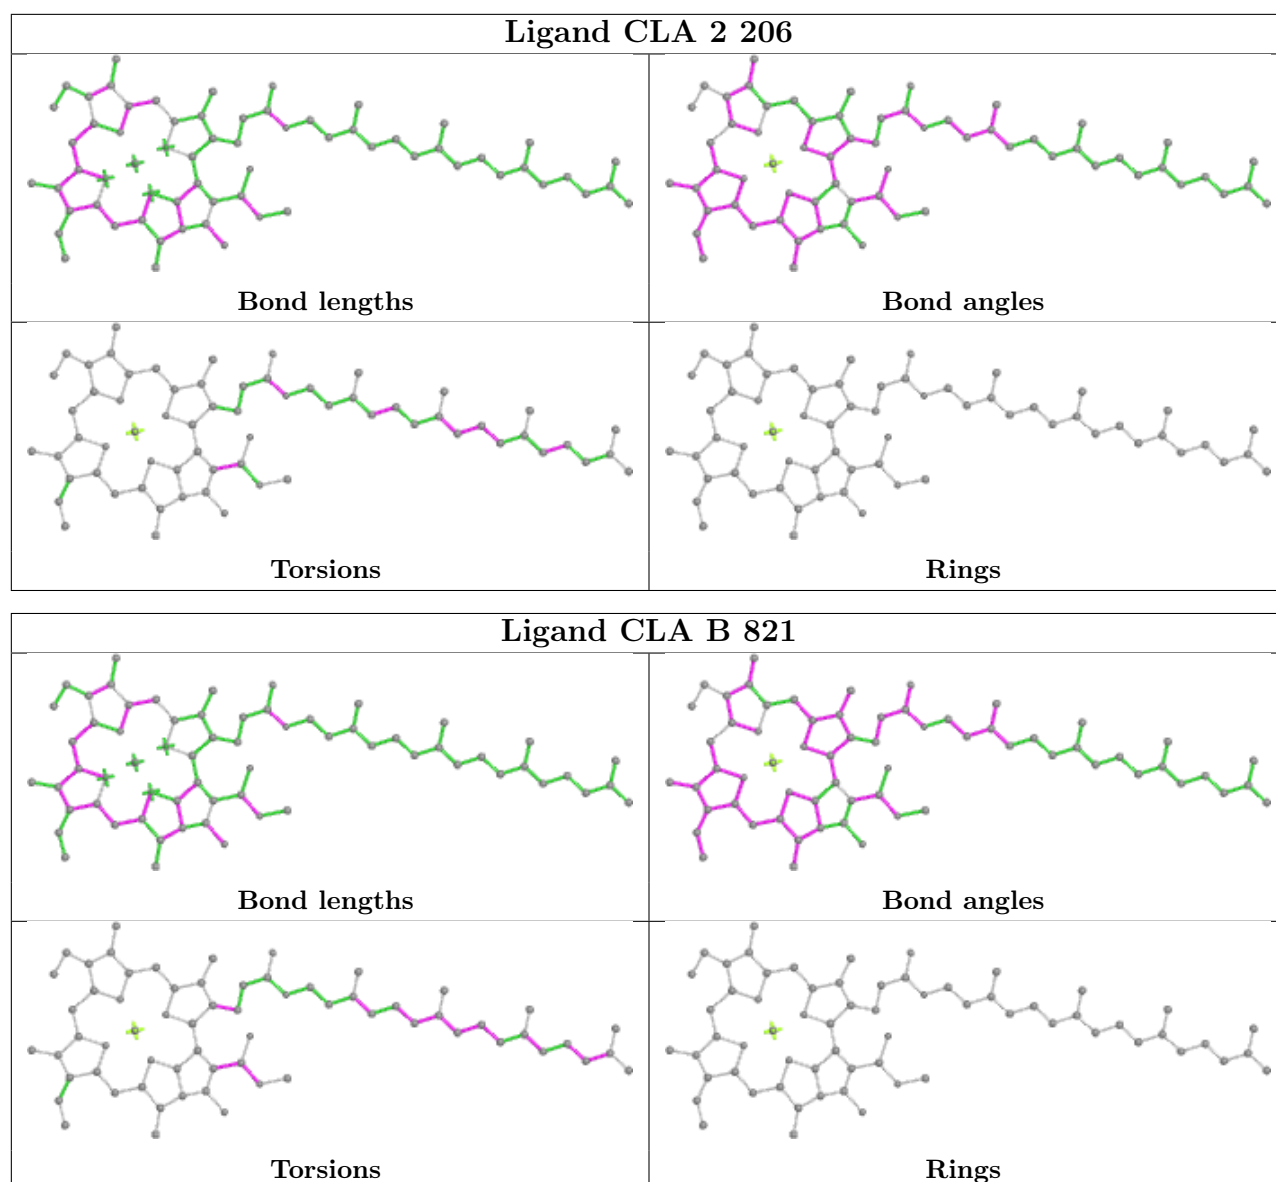 Ligand CLA 2 206
Bond lengths
Bond angles
Torsions
Rings
Ligand CLA B 821
Bond lengths
Bond angles
Torsions
Rings